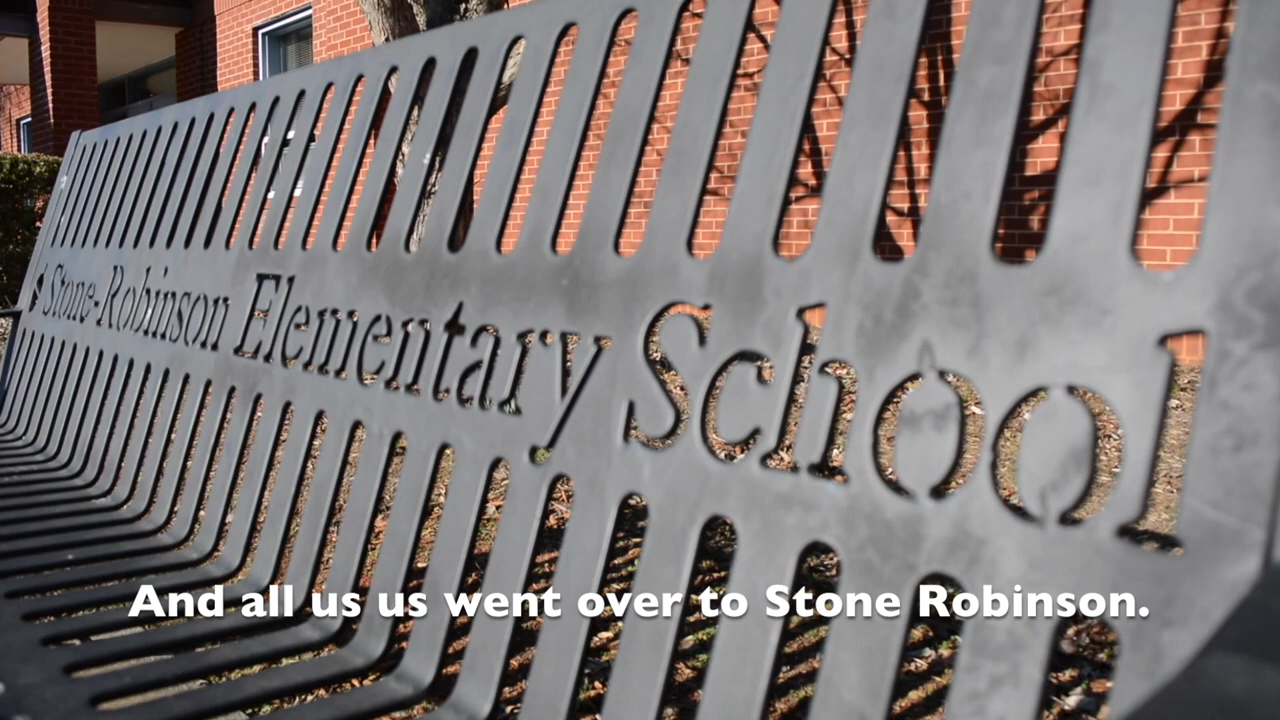 Stone-Robinson Elementary School
And all us us went over to Stone Robinson.